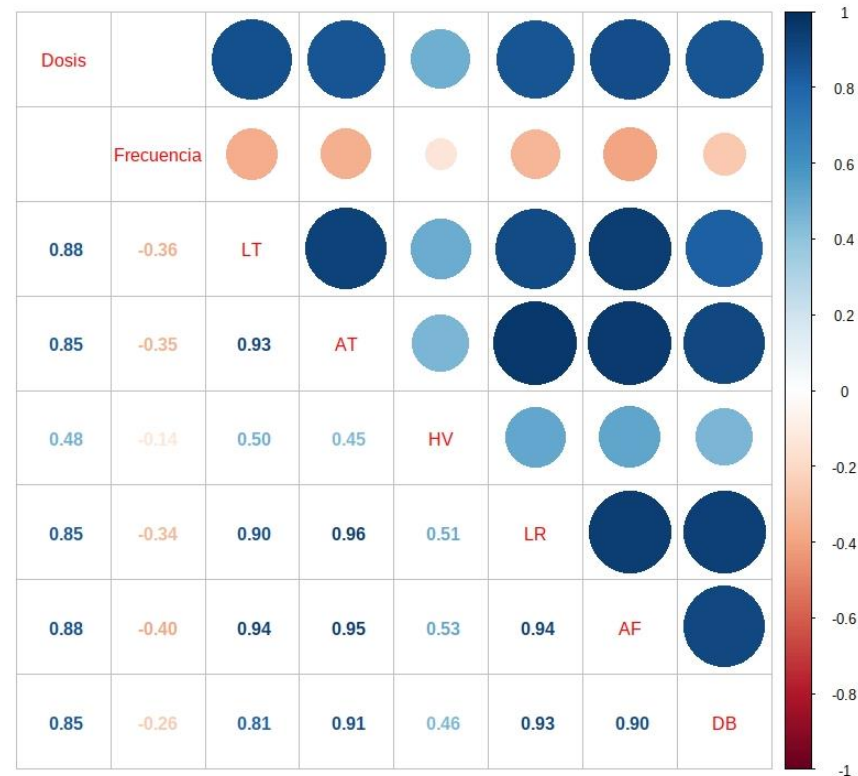 Dosis
Frecuencia
0.88 -0.36 LT
0.85 -0.35 0.93 AT
0.48 -0.14 0.50 0.45 HV
0.85 -0.34 0.90 0.96 0.51 LR
0.88 -0.40 0.94 0.95 0.53 0.94 AF
0.85 -0.26 0.81 0.91 0.46 0.93 0.90 DB
1
0.8
0.6
0.4
0.2
0
-0.2
-0.4
-0.6
-0.8
-1